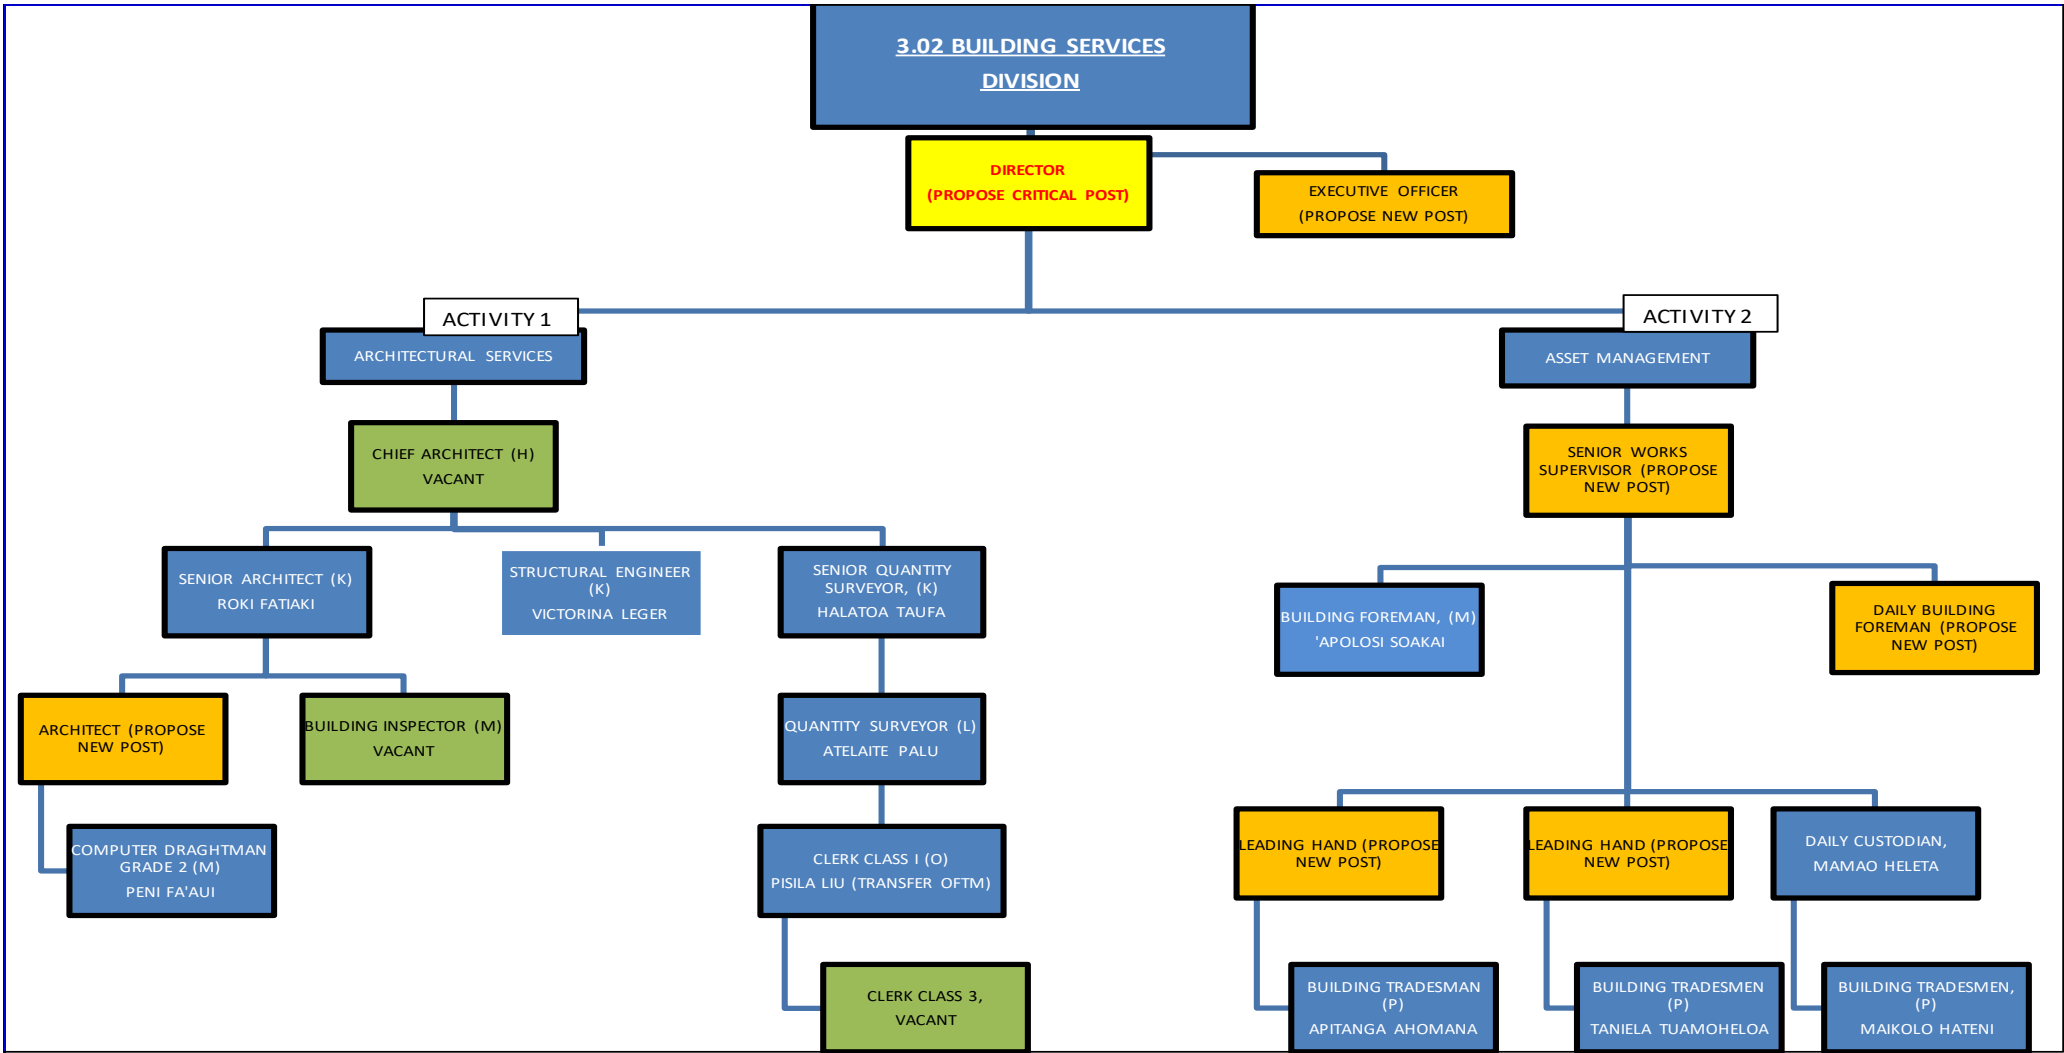 3.02 BUILDING SERVICES
DIVISION
DIRECTOR
(PROPOSE CRITICAL POST)
EXECUTIVE OFFICER
(PROPOSE NEW POST)
ACTIVITY 1
ARCHITECTURAL SERVICES
ACTIVITY 2
ASSET MANAGEMENT
CHIEF ARCHITECT (H)
VACANT
SENIOR WORKS
SUPERVISOR (PROPOSE
NEW POST)
SENIOR ARCHITECT (K)
ROKI FATIAKI
STRUCTURAL ENGINEER
(K)
VICTORINA LEGER
SENIOR QUANTITY
SURVEYOR, (K)
HALATOA TAUFA
BUILDING FOREMAN, (M)
'APOLOSI SOAKAI
DAILY BUILDING
FOREMAN (PROPOSE
NEW POST)
ARCHITECT (PROPOSE
NEW POST)
BUILDING INSPECTOR (M)
VACANT
QUANTITY SURVEYOR (L)
ATELAITE PALU
COMPUTER DRAGHTMAN
GRADE 2 (M)
PENI FA'AUI
CLERK CLASS I (O)
PISILA LIU (TRANSFER OFTM)
LEADING HAND (PROPOSE
NEW POST)
LEADING HAND (PROPOSE
NEW POST)
DAILY CUSTODIAN,
MAMAO HELETA
CLERK CLASS 3,
VACANT
BUILDING TRADESMAN
(P)
APITANGA AHOMANA
BUILDING TRADESMEN
(P)
TANIELA TUAMOHELOA
BUILDING TRADESMEN,
(P)
MAIKOLO HATENI